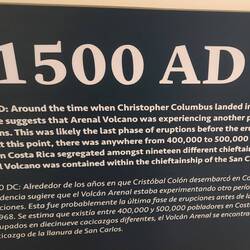 1500 AD
D: Around the time when Christopher Columbus landed in
e suggests that Arenal Volcano was experiencing another p
ns. This was likely the last phase of eruptions before the er
t this point, there was anywhere from 400,000 to 500,000
n Costa Rica segregated amongst nineteen different chieftain
l Volcano was contained within the chieftainship of the San C
0 DC: Alrededor de los años en que Cristóbal Colón desembarcó en Co
dencia sugiere que el Volcán Arenal estaba experimentando otro perío
s. Esta fue probablemente la última fase de erupciones antes de la
968. Se estima que existía entre 400,000 y 500,000 pobladores en Costa
upados en diecinueve cacicazgos diferentes, el Volcán Arenal se encontra
cicazgo de la llanura de San Carlos.